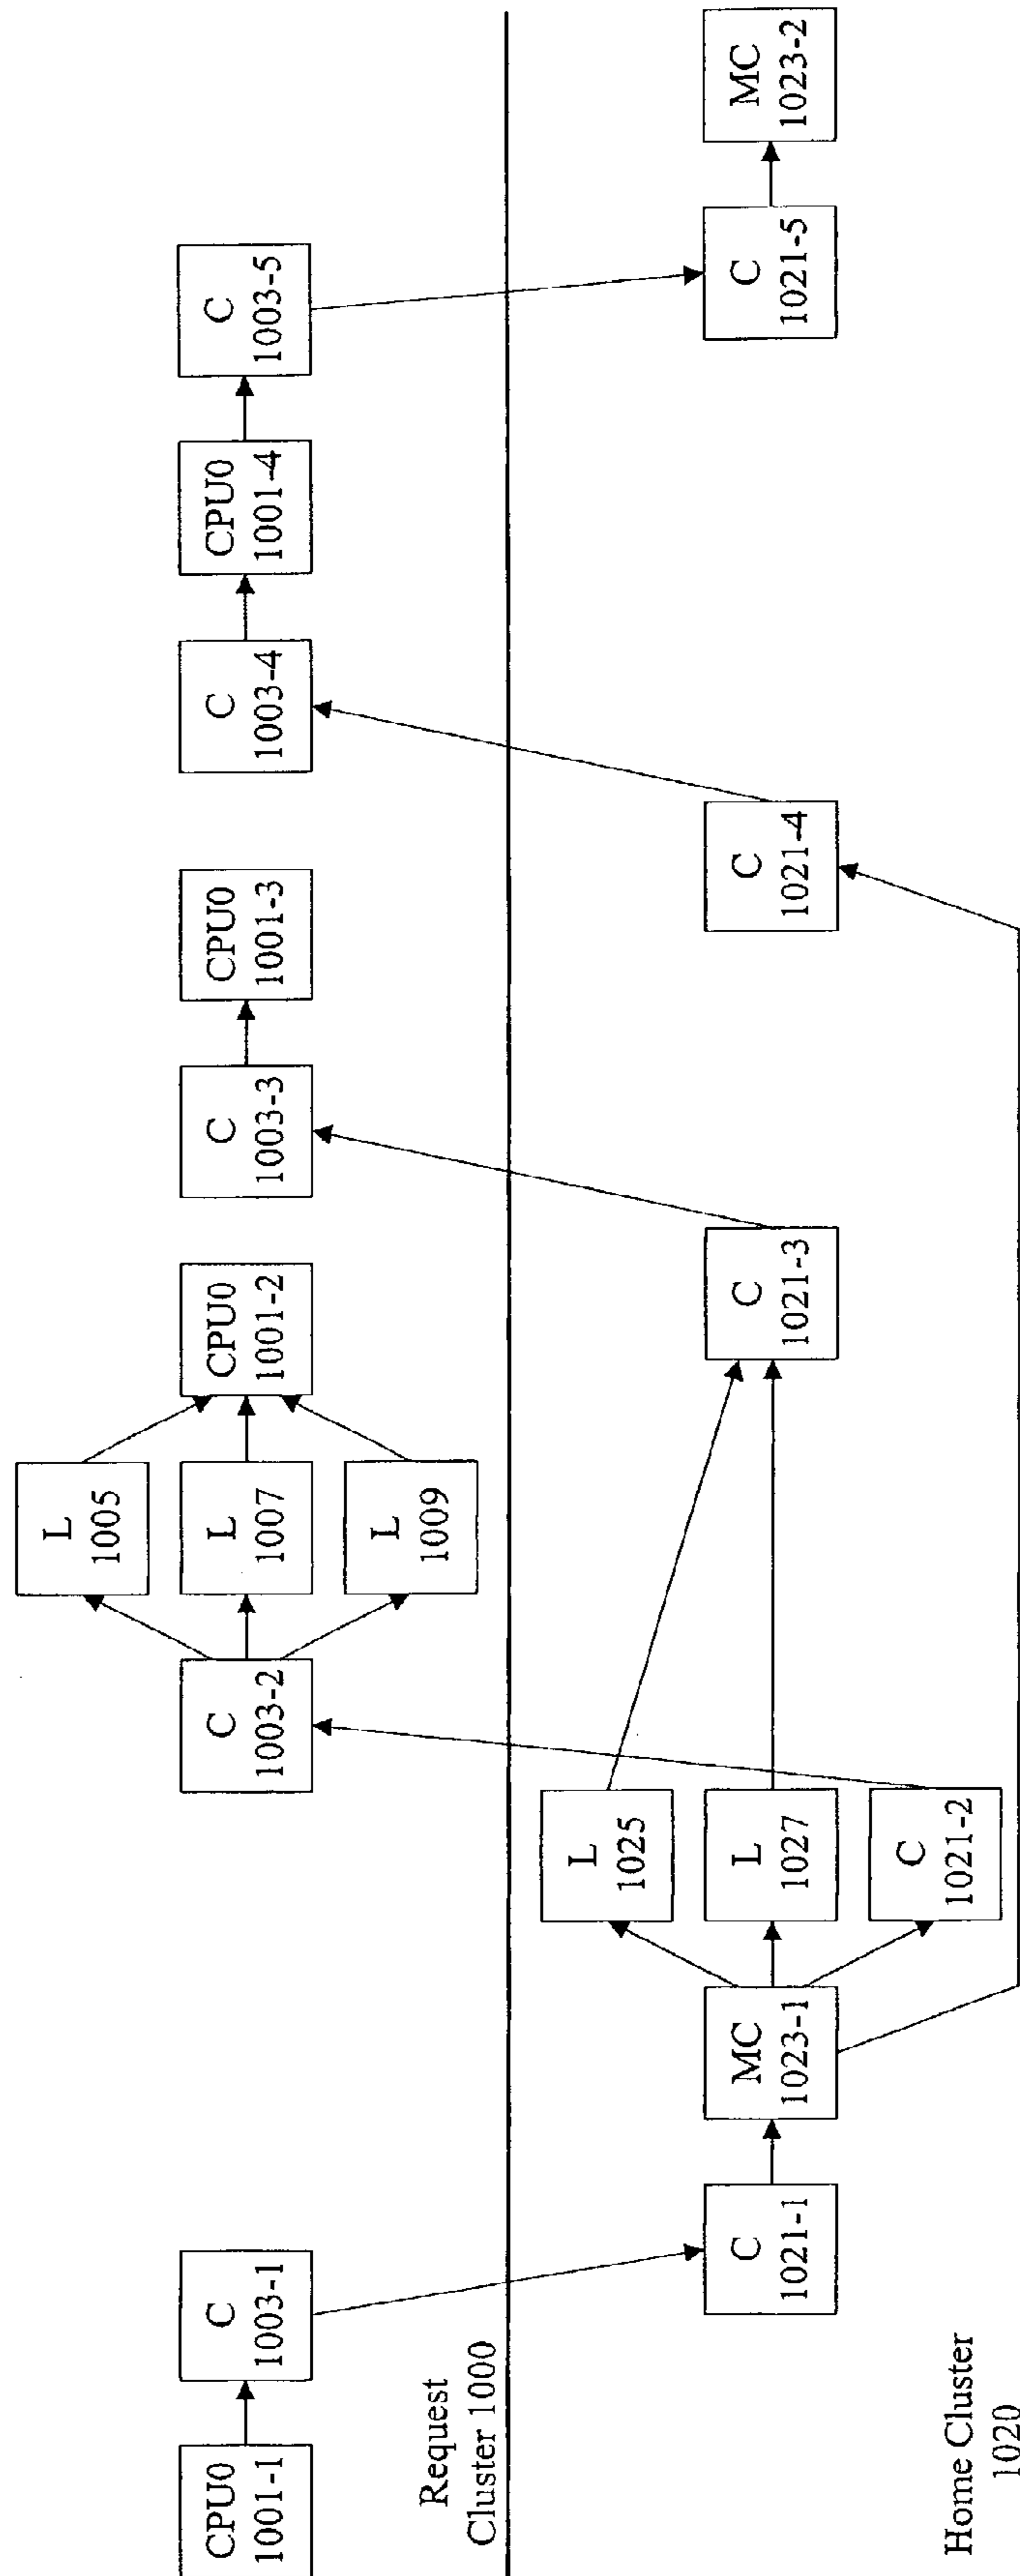 CPU0
1001-1
C
1003-1
C
1003-2
L
1005
L
1007
L
1009
CPU0
1001-2
C
1003-3
CPU0
1001-3
C
1003-4
CPU0
1001-4
C
1003-5
Request
Cluster 1000
C
1021-1
MC
1023-1
L
1025
L
1027
C
1021-2
C
1021-3
C
1021-4
C
1021-5
MC
1023-2
Home Cluster
1020